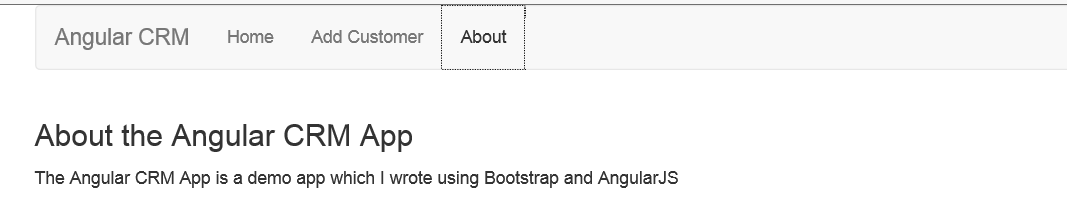 Angular CRM Home Add Customer About
About the Angular CRM App
The Angular CRM App is a demo app which I wrote using Bootstrap and AngularJS